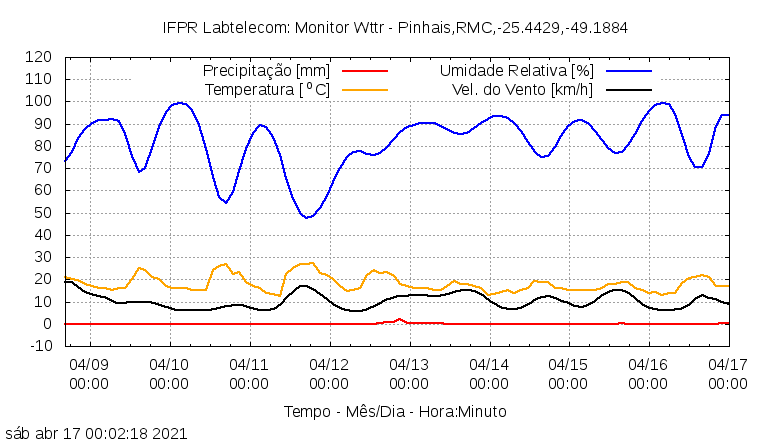 IFPR Labtelecom: Monitor Wttr - Pinhais,RMC,-25.4429,-49.1884
120
110
100
90
80
70
60
50
40
30
20
10
0
-10
Precipitação [mm] Umidade Relativa [%]
Temperatura [⁰C] Vel. do Vento [km/h]
04/09 04/10 04/11 04/12 04/13 04/14 04/15 04/16 04/17
00:00 00:00 00:00 00:00 00:00 00:00 00:00 00:00 00:00
Tempo - Mês/Dia - Hora:Minuto
sáb abr 17 00:02:18 2021